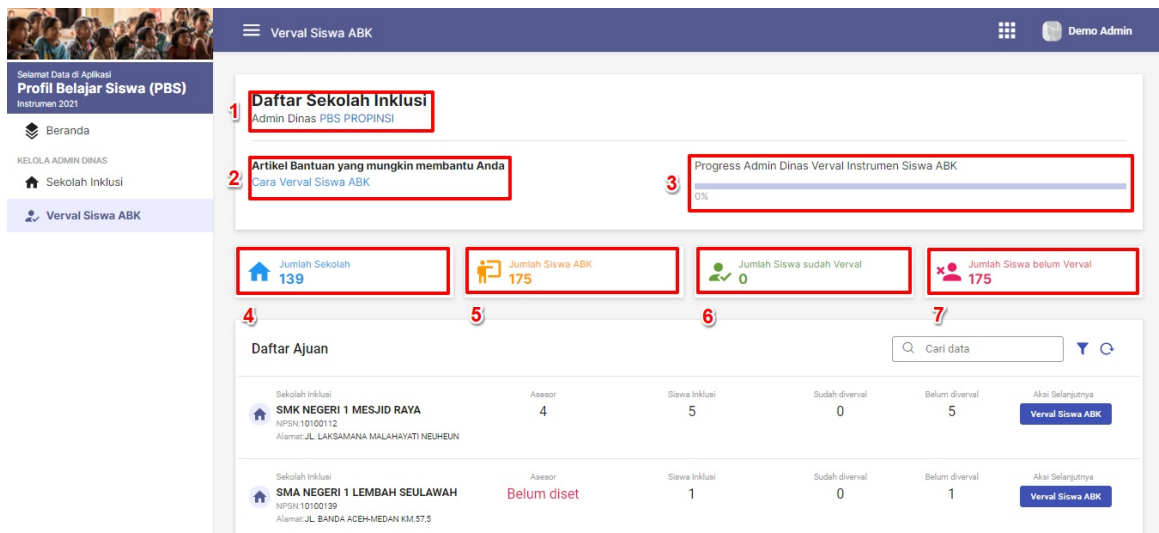 Verval Siswa ABK
Demo Admin
Selamat Data di Aplikasi
Profil Belajar Siswa (PBS)
Instrumen 2021
Beranda
KELOLA ADMIN DINAS
Sekolah Inklusi
Verval Siswa ABK
1
Daftar Sekolah Inklusi
Admin Dinas PBS PROPINSI
2
Artikel Bantuan yang mungkin membantu Anda
Cara Verval Siswa ABK
3
Progress Admin Dinas Verval Instrumen Siswa ABK
0%
Jumlah Sekolah
139
Jumlah Siswa ABK
175
Jumlah Siswa sudah Verval
0
Jumlah Siswa belum Verval
175
4
5
6
7
Daftar Ajuan
Cari data
Sekolah Inklusi
SMK NEGERI 1 MESJID RAYA
NPSN:10100112
Alamat:JL. LAKSAMANA MALAHAYATI NEUHEUN
Asesor
4
Siswa Inklusi
5
Sudah diverval
0
Belum diverval
5
Aksi Selanjutnya
Verval Siswa ABK
Sekolah Inklusi
SMA NEGERI 1 LEMBAH SEULAWAH
NPSN:10100139
Alamat:JL. BANDA ACEH-MEDAN KM.57,5
Asesor
Belum diset
Siswa Inklusi
1
Sudah diverval
0
Belum diverval
1
Aksi Selanjutnya
Verval Siswa ABK